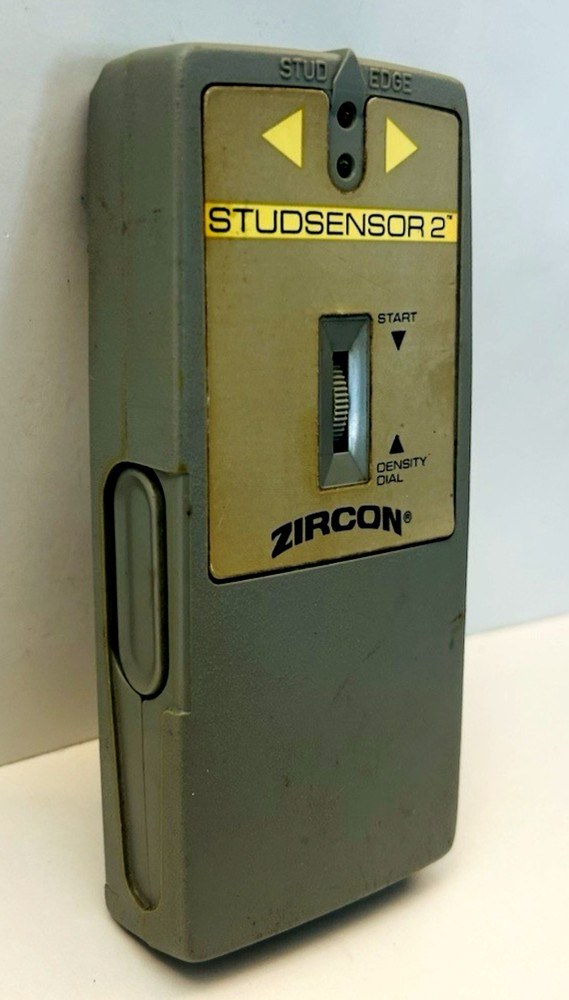 STUD EDGE
STUDSENSOR 2™
START
DENSITY
DIAL
ZIRCON®